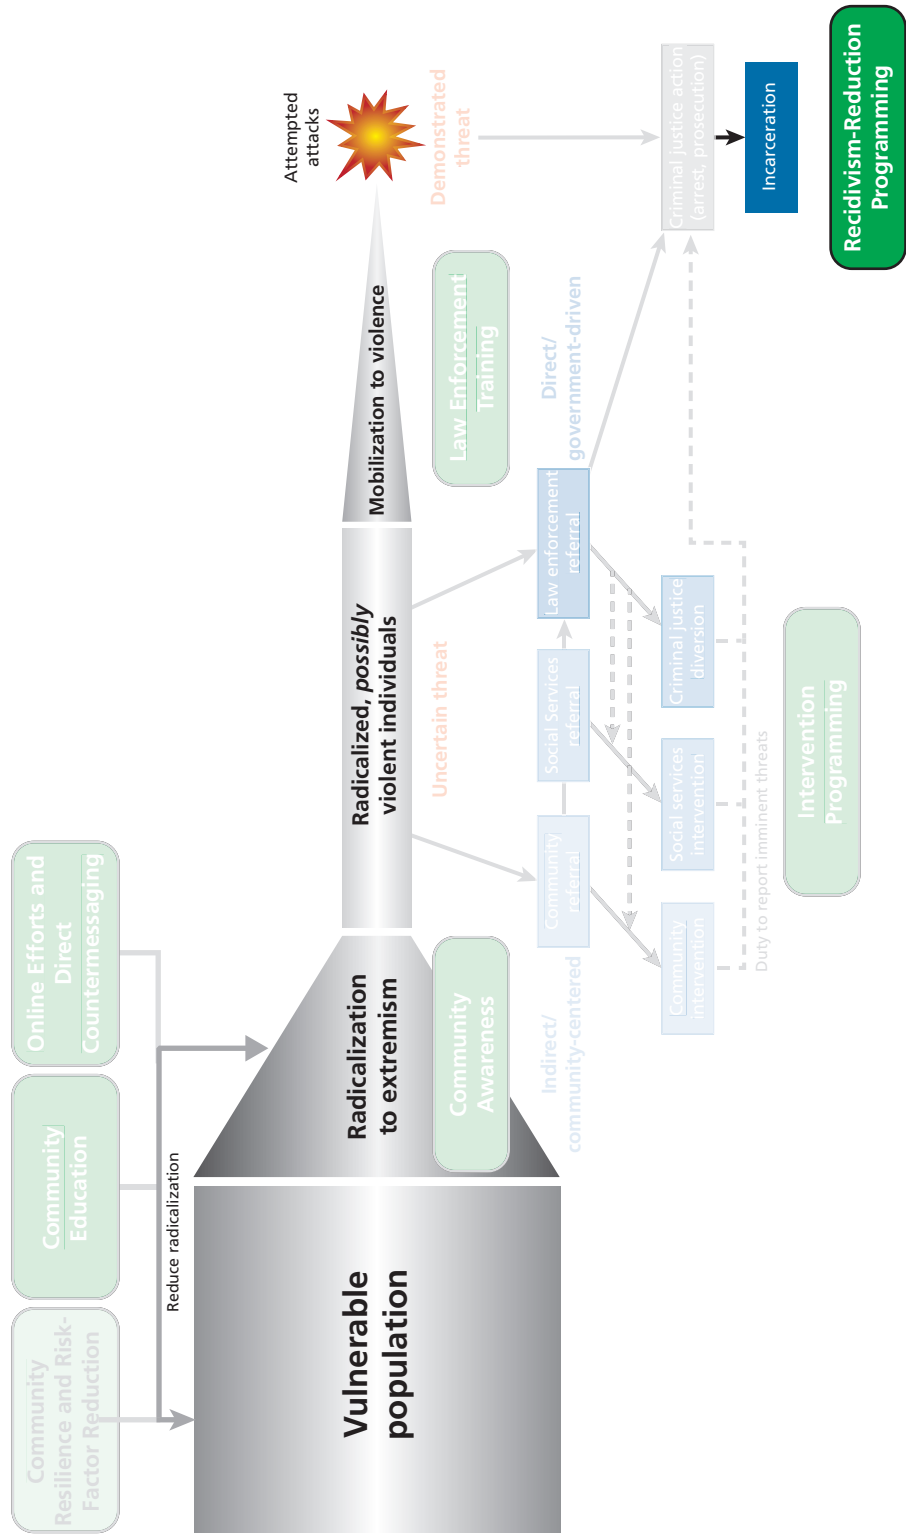 Community
Resilience and Risk-
Factor Reduction
Community
Education
Online Efforts and
Direct
Countermessaging
Reduce radicalization
Vulnerable
population
Radicalization
to extremism
Radicalized, possibly
violent individuals
Mobilization to violence
Attempted
attacks
Community
Awareness
Uncertain threat
Law Enforcement
Training
Demonstrated
threat
Indirect/
community-centered
Community
referral
Social Services
referral
Law enforcement
referral
Direct/
government-driven
Community
intervention
Social services
intervention
Criminal justice
diversion
Criminal justice action
(arrest, prosecution)
Duty to report imminent threats
Incarceration
Intervention
Programming
Recidivism-Reduction
Programming